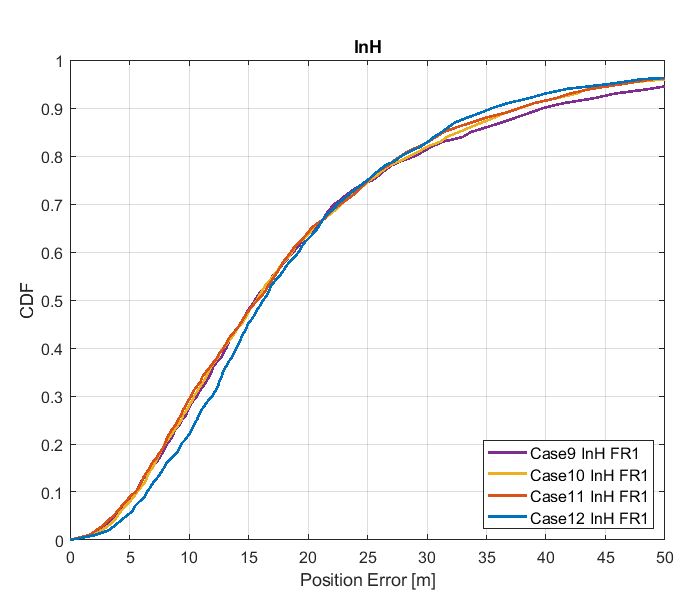 InH
1
0.9
0.8
0.7
0.6
0.5
0.4
0.3
0.2
0.1
0
CDF
0 5 10 15 20 25 30 35 40 45 50
Position Error [m]
Case9 InH FR1
Case10 InH FR1
Case11 InH FR1
Case12 InH FR1